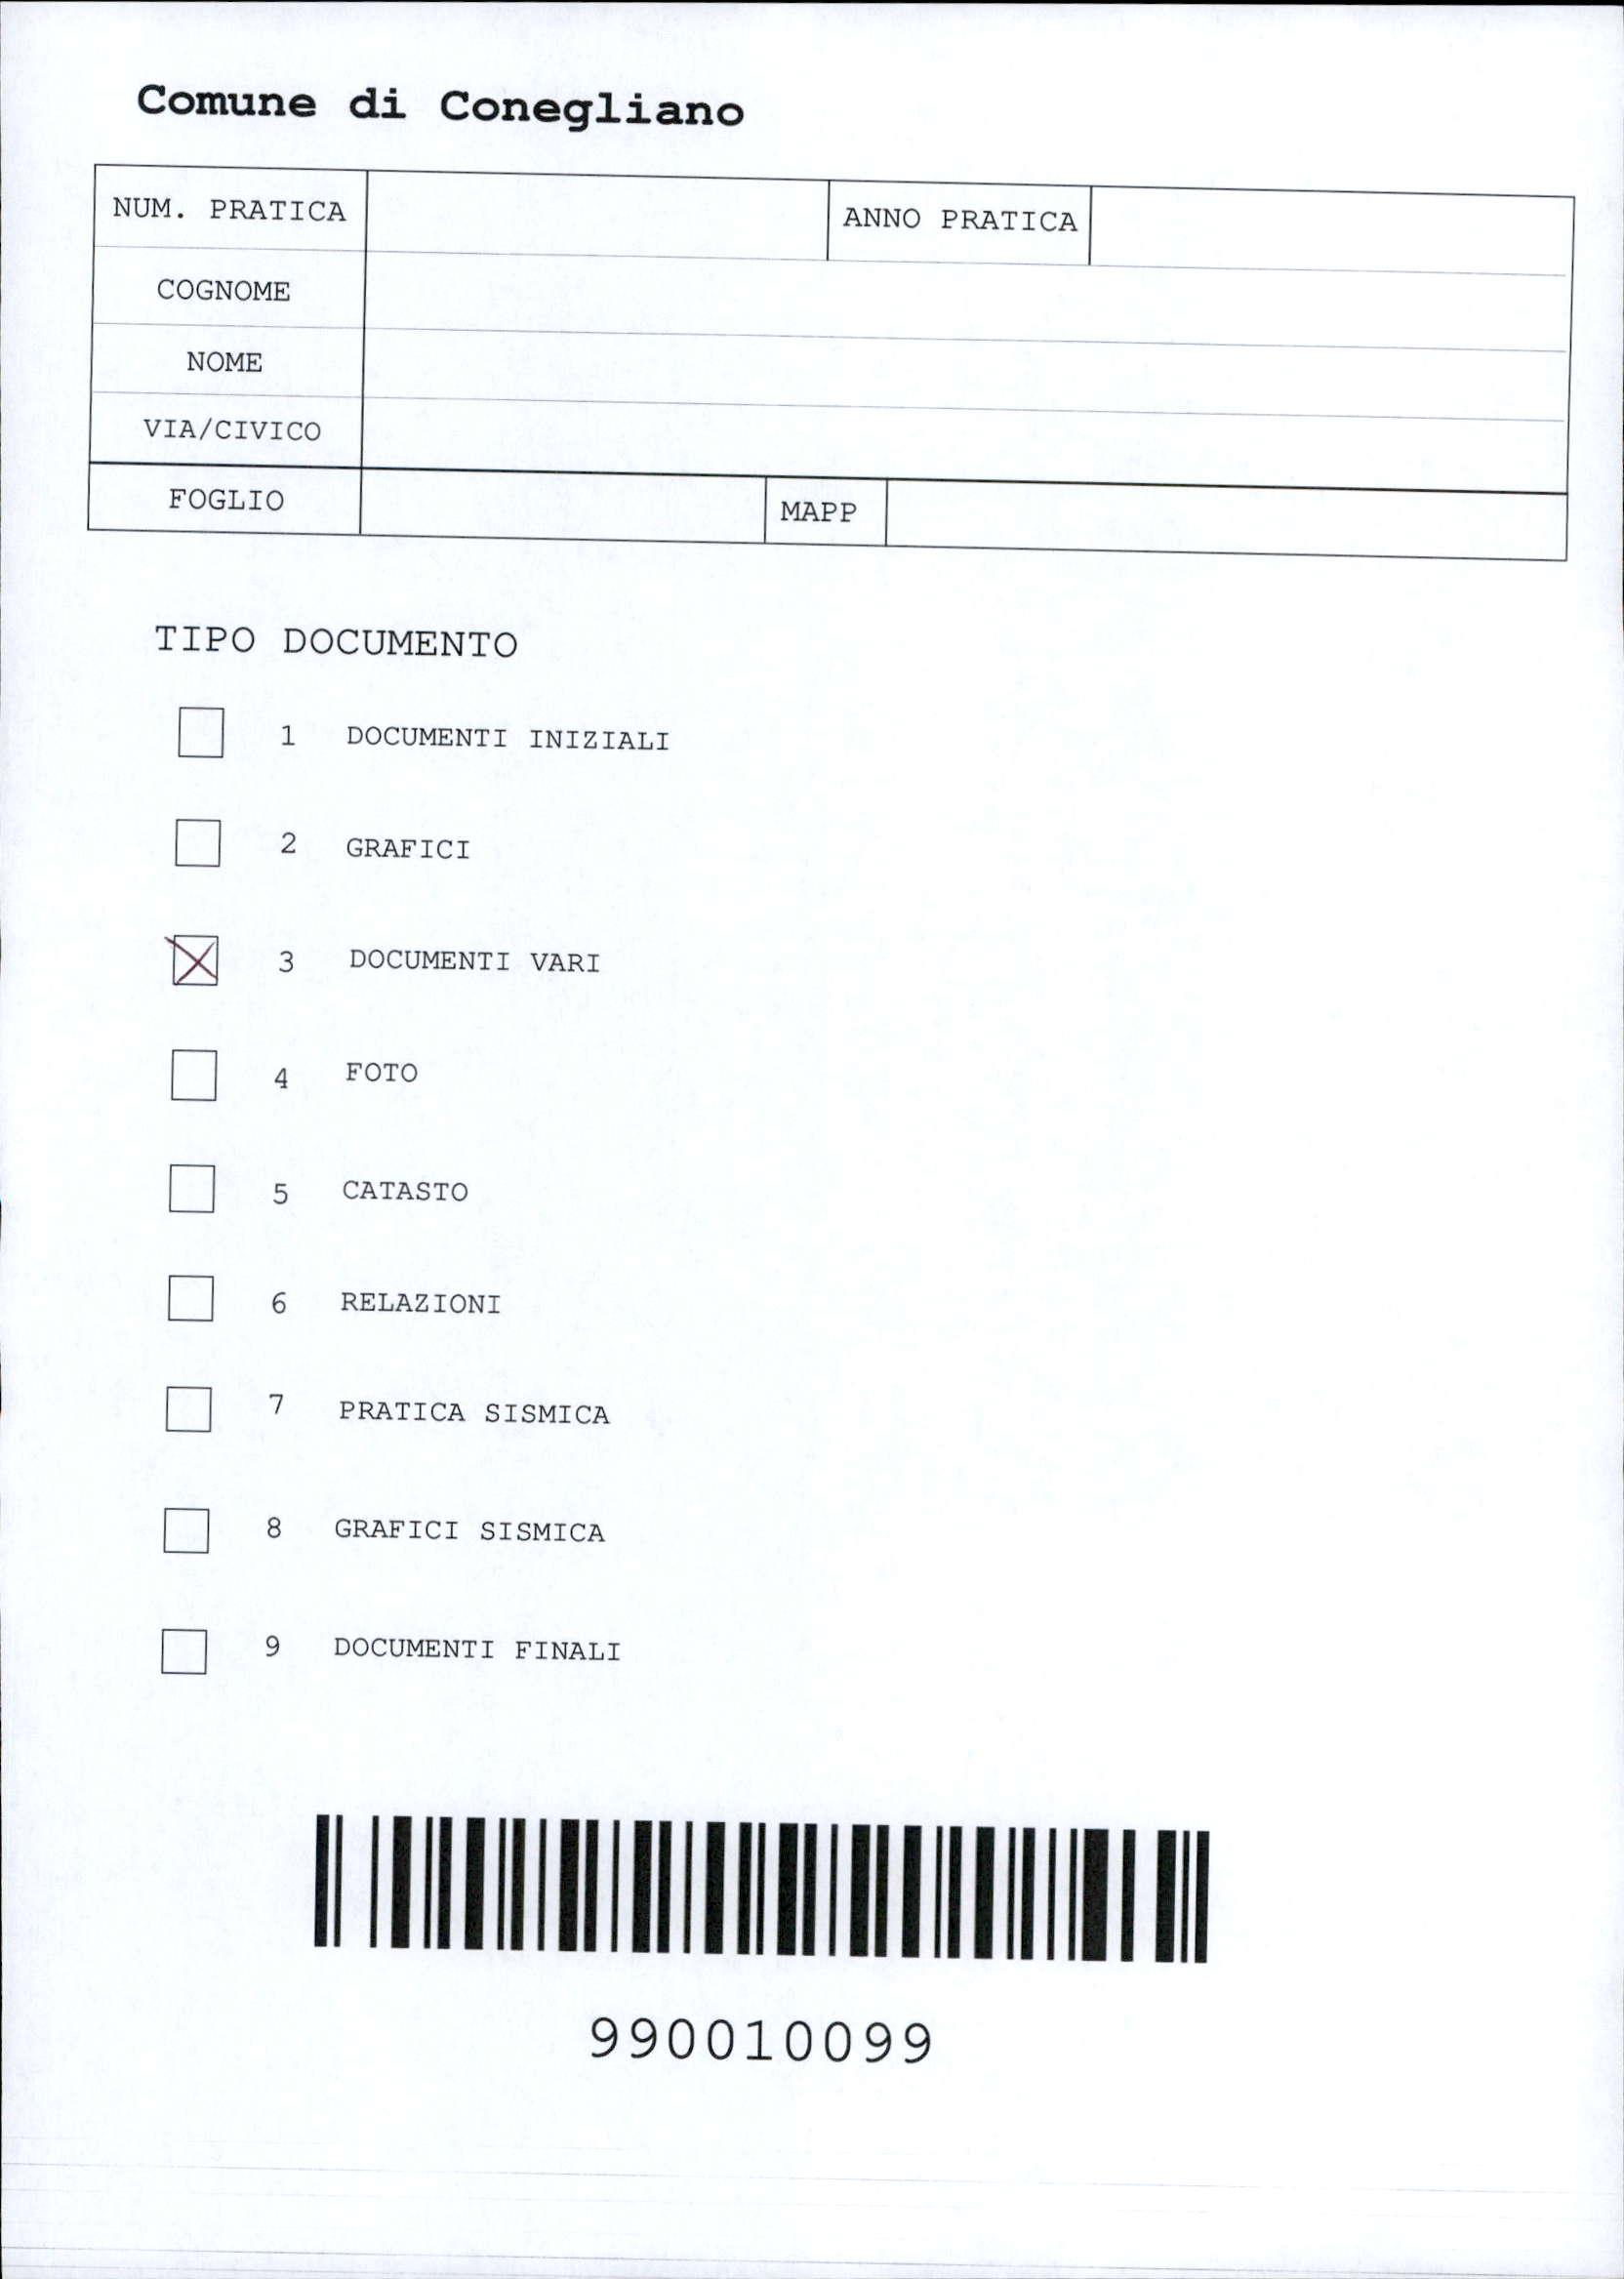 Comune di Conegliano
NUM. PRATICA ANNO PRATICA
COGNOME
NOME
VIA/CIVICO
FOGLIO MAPP
TIPO DOCUMENTO
1 DOCUMENTI INIZIALI
2 GRAFICI
3 DOCUMENTI VARI
4 FOTO
5 CATASTO
6 RELAZIONI
7 PRATICA SISMICA
8 GRAFICI SISMICA
9 DOCUMENTI FINALI
990010099